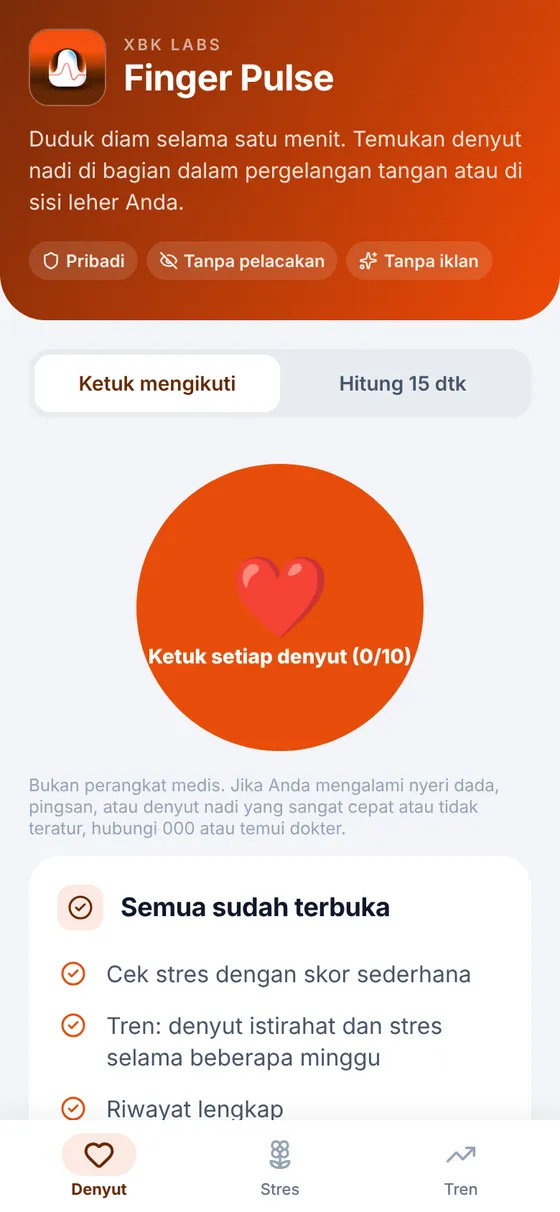 XBK LABS
Finger Pulse
Duduk diam selama satu menit. Temukan denyut
nadi di bagian dalam pergelangan tangan atau di
sisi leher Anda.
Pribadi
Tanpa pelacakan
Tanpa iklan
Ketuk mengikuti
Hitung 15 dtk
Ketuk setiap denyut (0/10)
Bukan perangkat medis. Jika Anda mengalami nyeri dada,
pingsan, atau denyut nadi yang sangat cepat atau tidak
teratur, hubungi 000 atau temui dokter.
Semua sudah terbuka
Cek stres dengan skor sederhana
Tren: denyut istirahat dan stres
selama beberapa minggu
Riwayat lengkap
Denyut
Stres
Tren